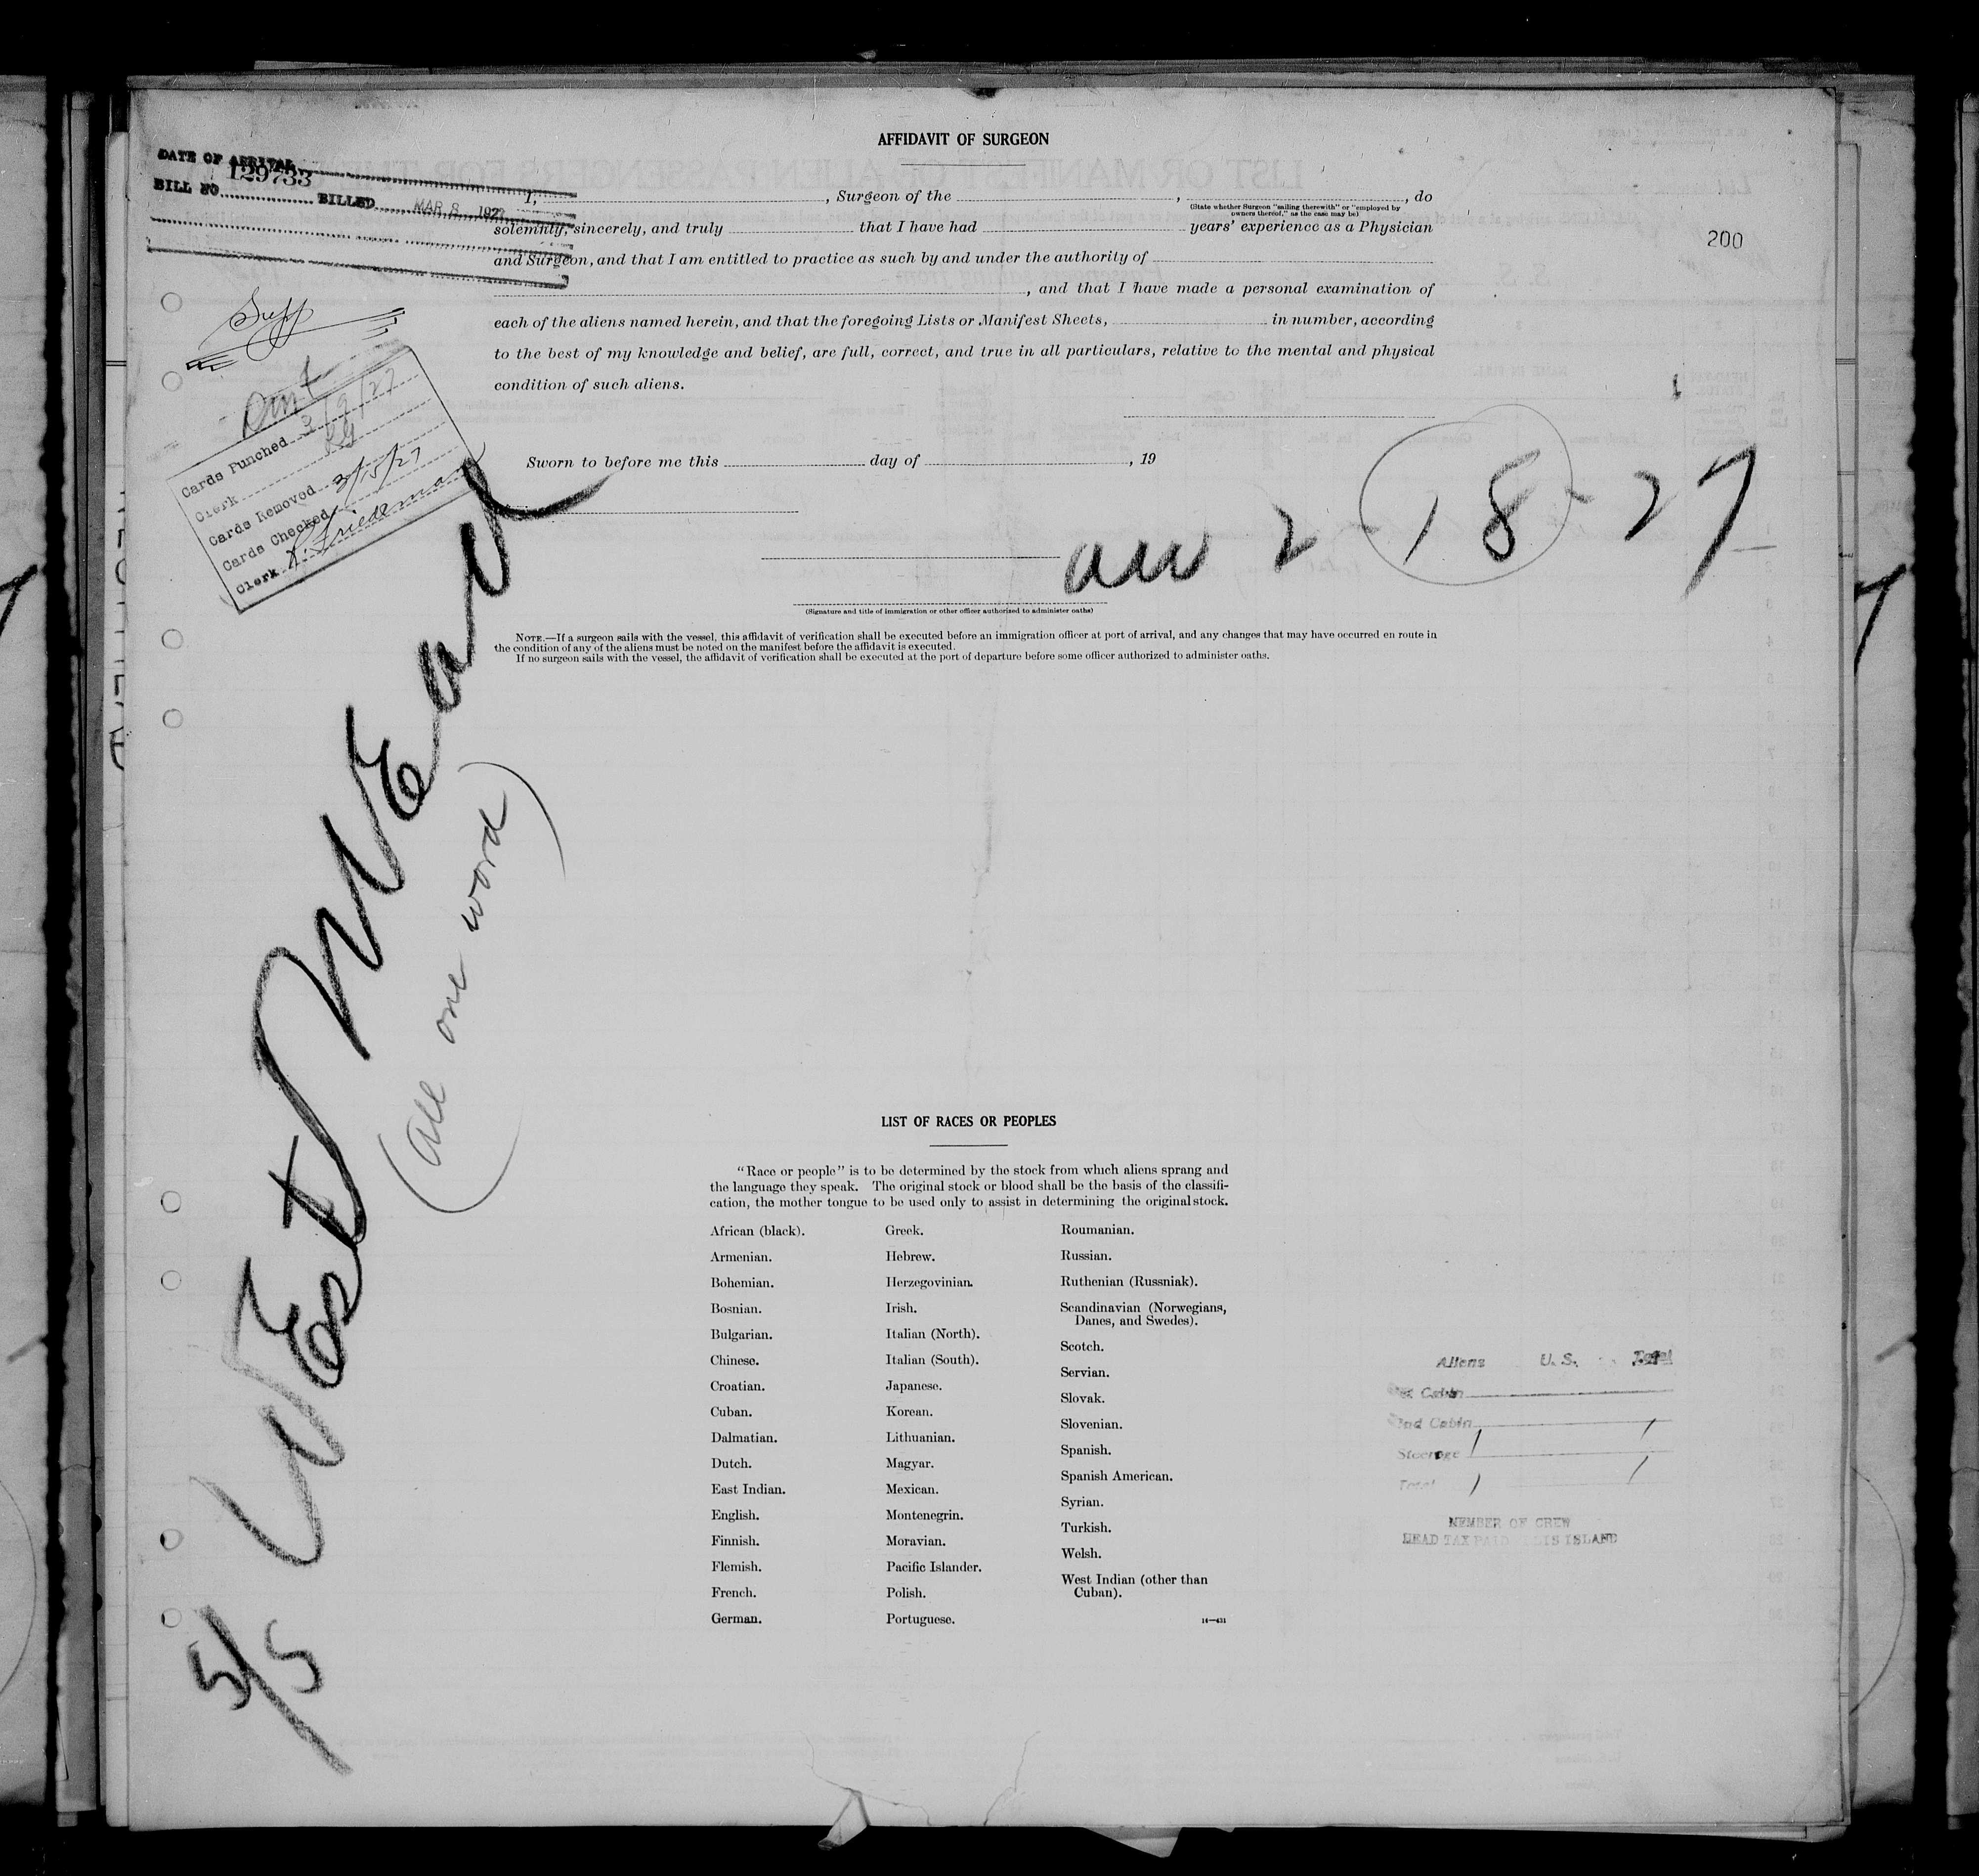 AFFIDAVIT OF SURGEON
DATE OF ARRIVAL
BILL NO. 129733 BILLED MAR 8 1927
I, , Surgeon of the , , do
(State whether Surgeon "sailing therewith" or "employed by
owners thereof," as the case may be)
solemnly, sincerely, and truly that I have had years' experience as a Physician
and Surgeon, and that I am entitled to practice as such by and under the authority of
, and that I have made a personal examination of
each of the aliens named herein, and that the foregoing Lists or Manifest Sheets, in number, according
to the best of my knowledge and belief, are full, correct, and true in all particulars, relative to the mental and physical
condition of such aliens.
200
Supp
Cards Punched 3/9/27
Clerk
Cards Removed 3/15/27
Cards Checked
Clerk Friedman
Sworn to before me this day of , 19
arr 2-18-27
(Signature and title of immigration or other officer authorized to administer oaths)
NOTE.—If a surgeon sails with the vessel, this affidavit of verification shall be executed before an immigration officer at port of arrival, and any changes that may have occurred en route in
the condition of any of the aliens must be noted on the manifest before the affidavit is executed.
If no surgeon sails with the vessel, the affidavit of verification shall be executed at the port of departure before some officer authorized to administer oaths.
S/S West
(all one word)
LIST OF RACES OR PEOPLES
"Race or people" is to be determined by the stock from which aliens sprang and
the language they speak. The original stock or blood shall be the basis of the classifi-
cation, the mother tongue to be used only to assist in determining the original stock.
African (black).
Armenian.
Bohemian.
Bosnian.
Bulgarian.
Chinese.
Croatian.
Cuban.
Dalmatian.
Dutch.
East Indian.
English.
Finnish.
Flemish.
French.
German.
Greek.
Hebrew.
Herzegovinian.
Irish.
Italian (North).
Italian (South).
Japanese.
Korean.
Lithuanian.
Magyar.
Mexican.
Montenegrin.
Moravian.
Pacific Islander.
Polish.
Portuguese.
Roumanian.
Russian.
Ruthenian (Russniak).
Scandinavian (Norwegians,
Danes, and Swedes).
Scotch.
Servian.
Slovak.
Slovenian.
Spanish.
Spanish American.
Syrian.
Turkish.
Welsh.
West Indian (other than
Cuban).
14—431
Aliens U. S. Total
Cabin
2nd Cabin
Steerage 1 1
Total 1 1
MEMBER OF CREW
HEAD TAX PAID ELLIS ISLAND